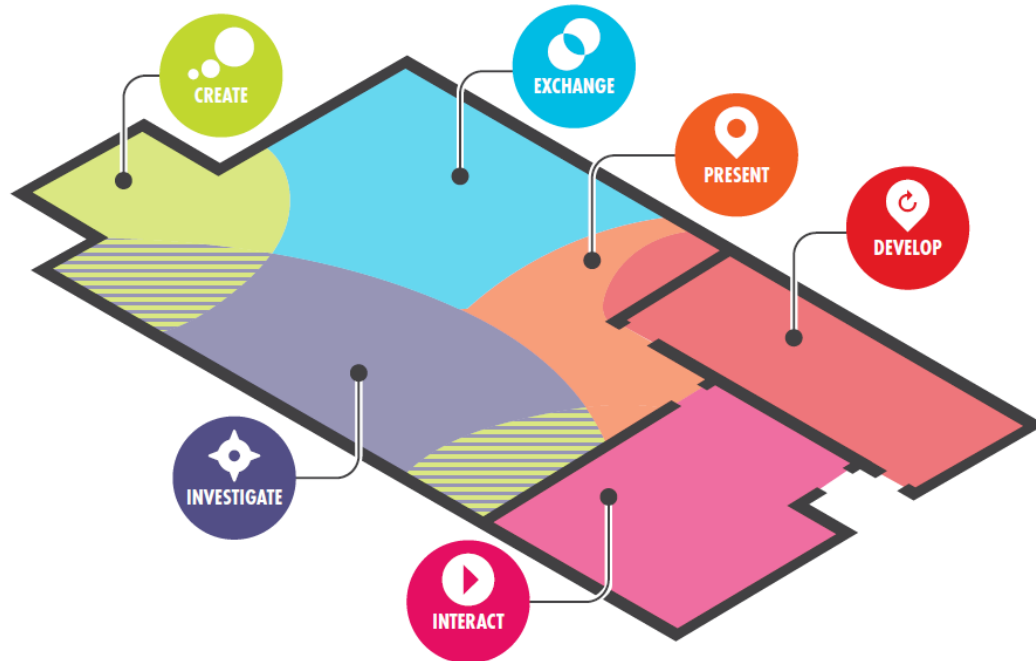 CREATE
EXCHANGE
PRESENT
DEVELOP
INVESTIGATE
INTERACT